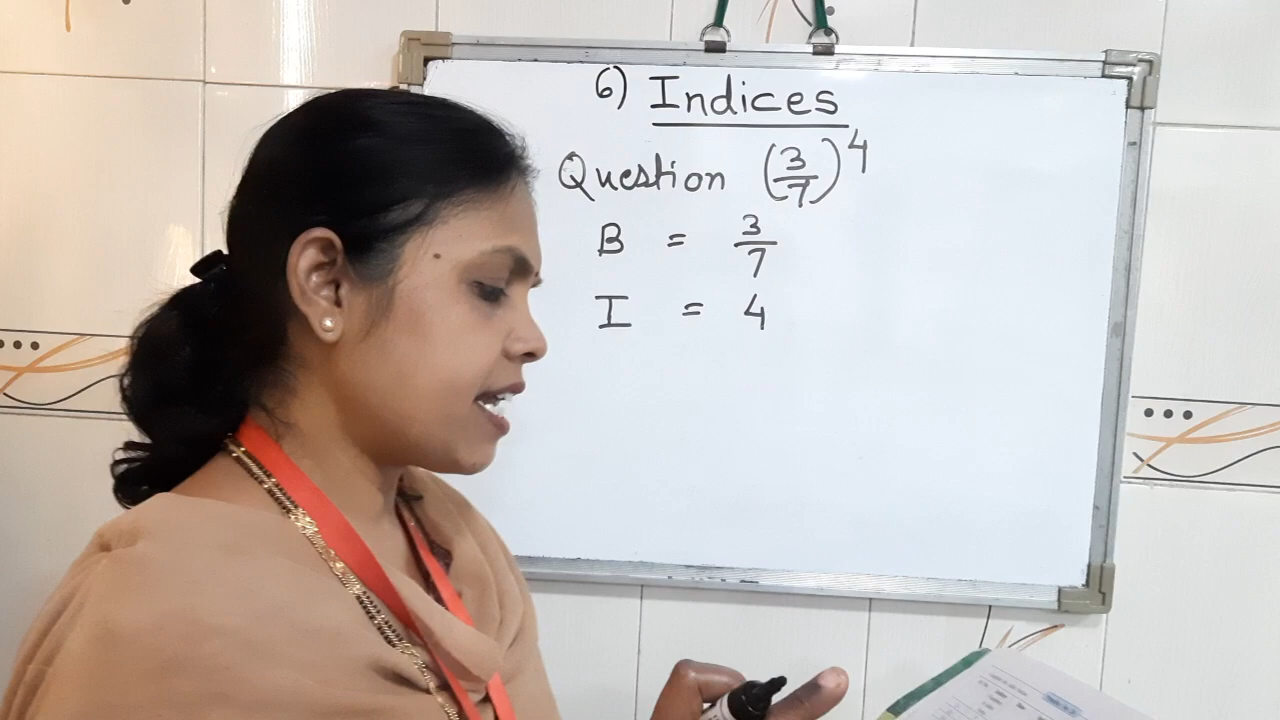 6) Indices
Question (3/7)^4
B = 3/7
I = 4